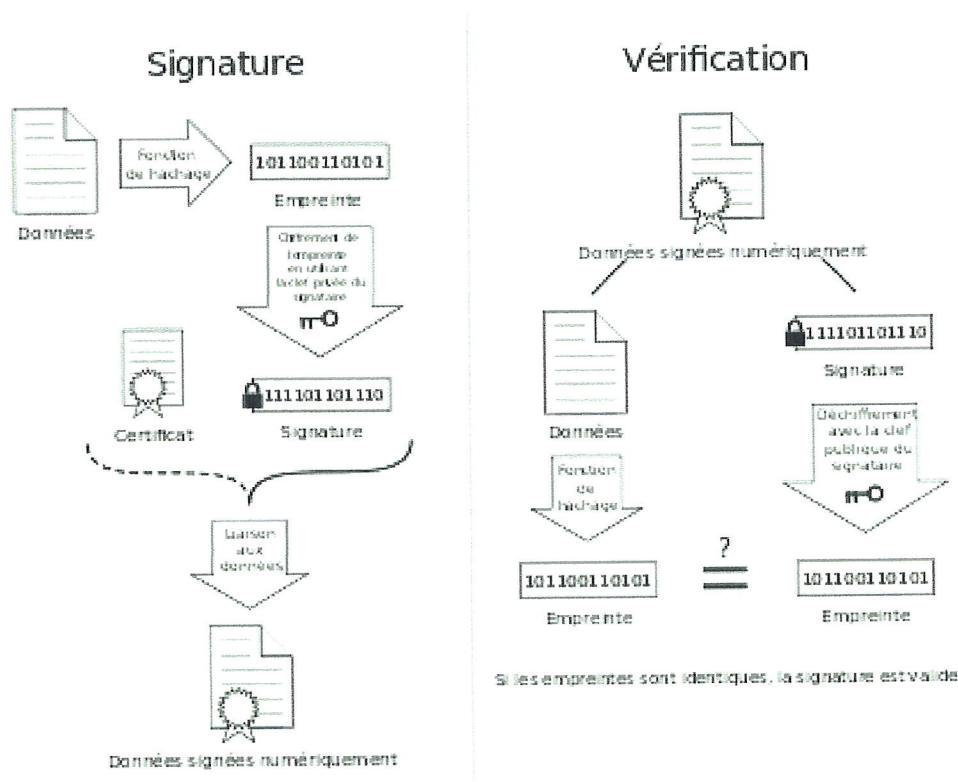 Signature
Fonction
de hachage
101100110101
Empreinte
Données
Chiffrement de
l'empreinte
en utilisant
la clef privée du
signataire
111101101110
Certificat
Signature
Liaison
aux
données
Données signées numériquement
Vérification
Données signées numériquement
111101101110
Signature
Données
Déchiffrement
avec la clef
publique du
signataire
Fonction
de
hachage
?
=
101100110101
Empreinte
101100110101
Empreinte
Si les empreintes sont identiques, la signature est valide